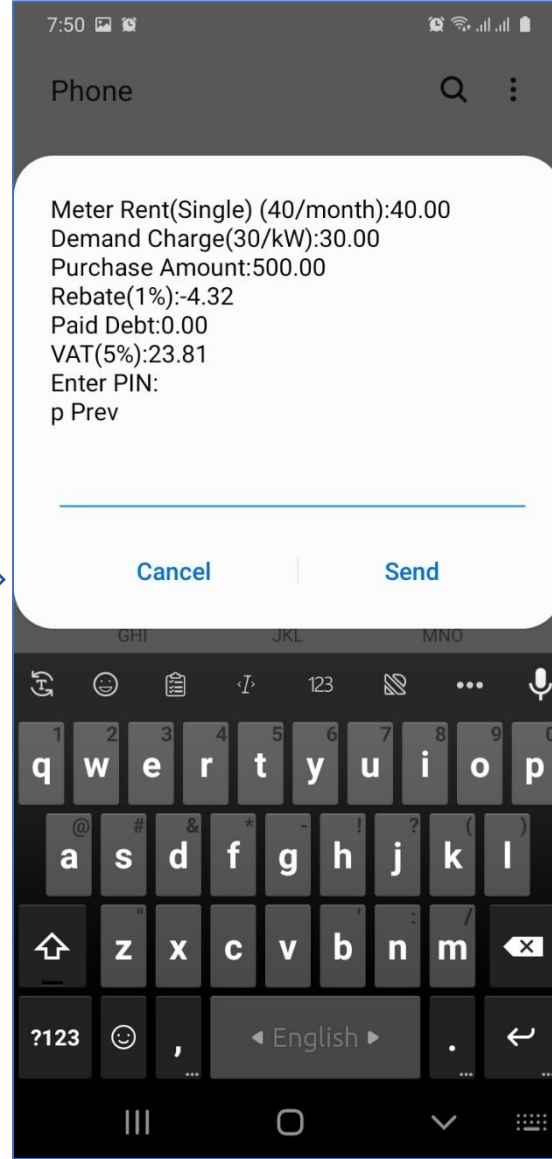 7:50
Phone
Meter Rent(Single) (40/month):40.00
Demand Charge(30/kW):30.00
Purchase Amount:500.00
Rebate(1%):-4.32
Paid Debt:0.00
VAT(5%):23.81
Enter PIN:
p Prev
Cancel Send
GHI JKL MNO
123
1 2 3 4 5 6 7 8 9 0
q w e r t y u i o p
@ # & * - ! ? ( )
a s d f g h j k l
" ' : /
z x c v b n m
?123 , English .